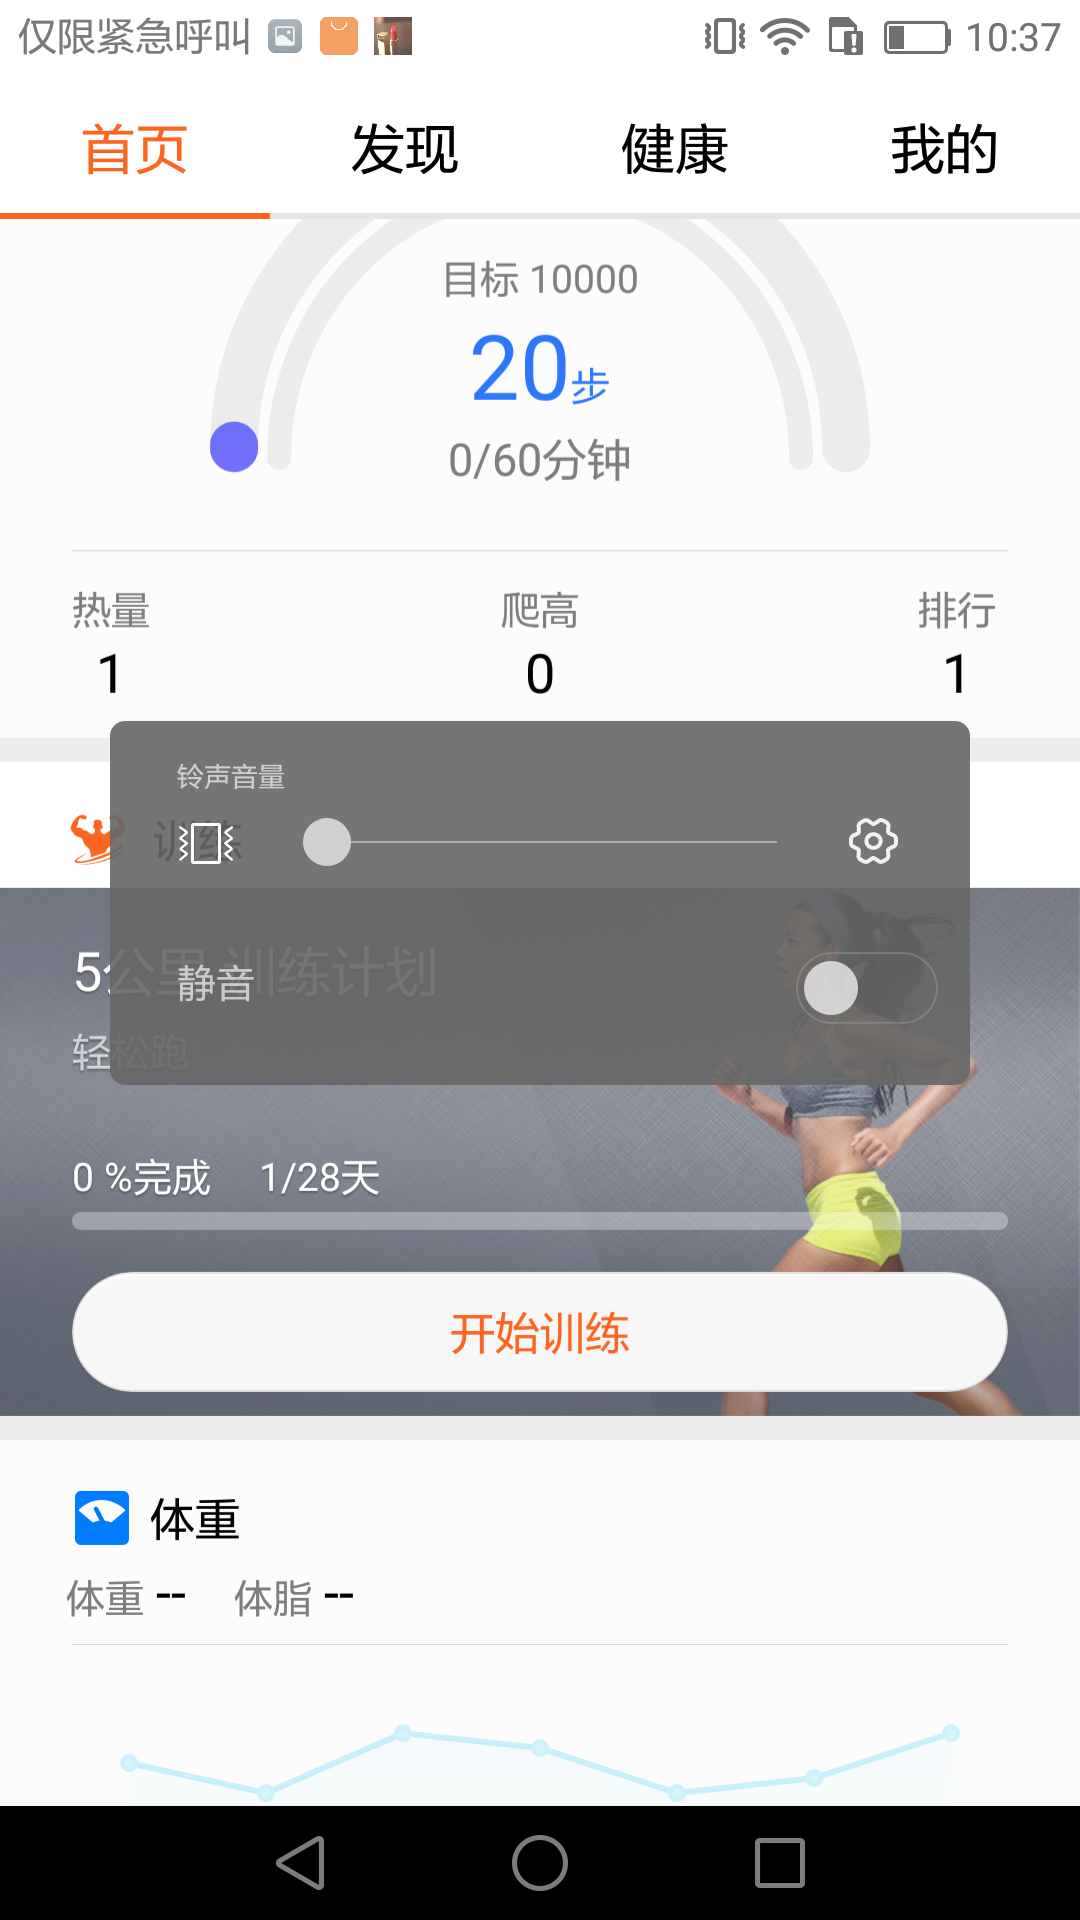 仅限紧急呼叫 10:37
首页 发现 健康 我的
目标 10000
20步
0/60分钟
热量 爬高 排行
1 0 1
铃声音量
训练
5公里 训练计划
静音
轻松跑
0 %完成 1/28天
开始训练
体重
体重 -- 体脂 --